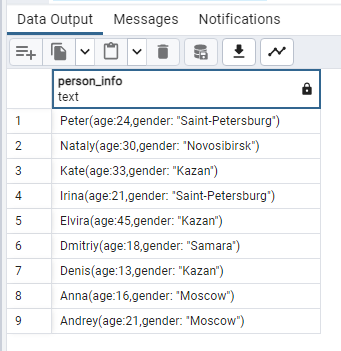 Data Output Messages Notifications
person_info
text
1 Peter(age:24,gender: "Saint-Petersburg")
2 Nataly(age:30,gender: "Novosibirsk")
3 Kate(age:33,gender: "Kazan")
4 Irina(age:21,gender: "Saint-Petersburg")
5 Elvira(age:45,gender: "Kazan")
6 Dmitriy(age:18,gender: "Samara")
7 Denis(age:13,gender: "Kazan")
8 Anna(age:16,gender: "Moscow")
9 Andrey(age:21,gender: "Moscow")